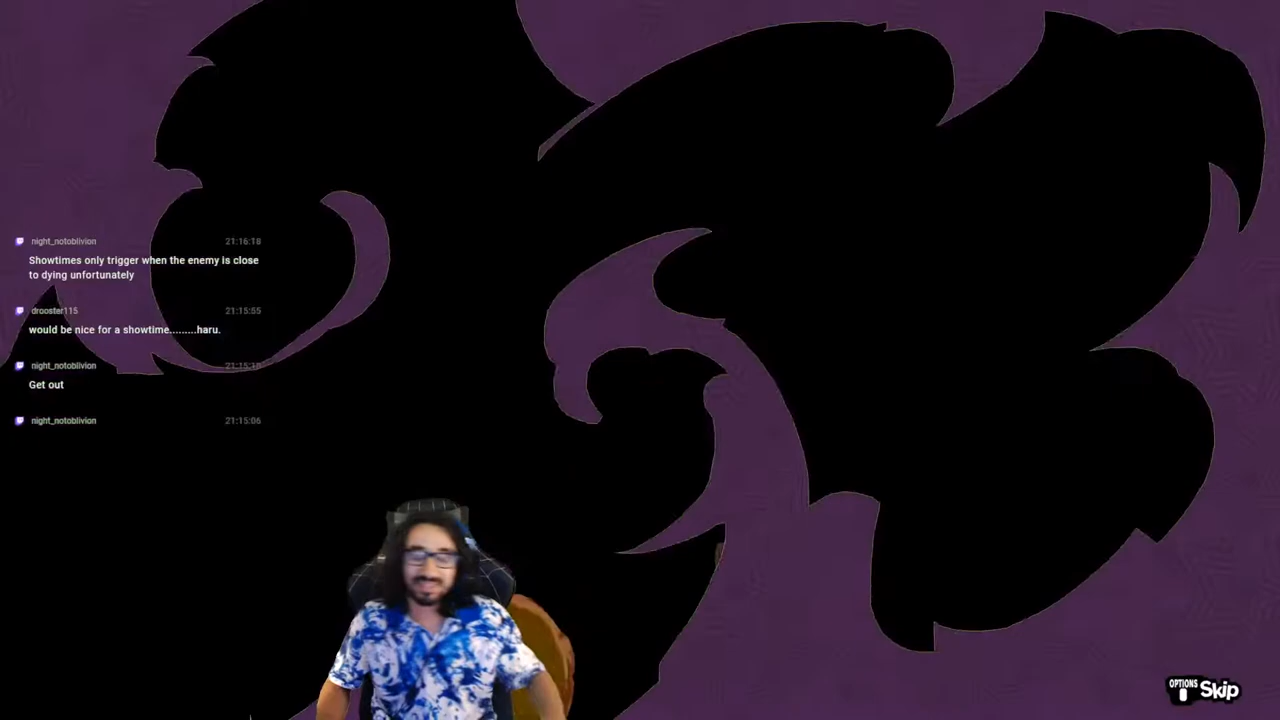 night_notoblivion 21:16:18
Showtimes only trigger when the enemy is close
to dying unfortunately
drooster115 21:15:55
would be nice for a showtime.........haru.
night_notoblivion
Get out
night_notoblivion 21:15:06
OPTIONS Skip